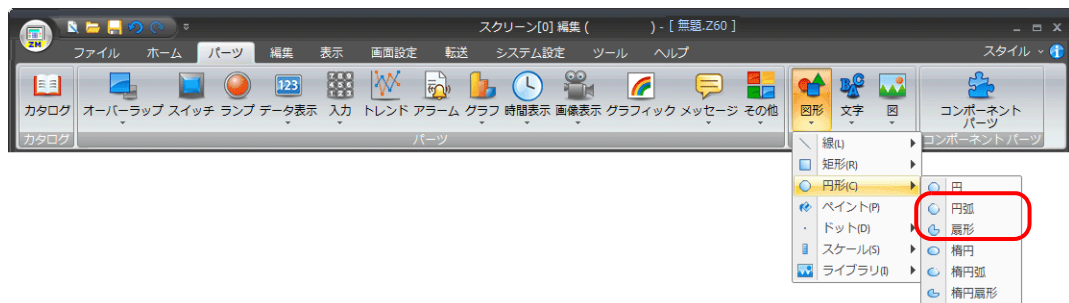 スクリーン[0] 編集 ( ) - [ 無題.Z60 ]
ZM
ファイル ホーム パーツ 編集 表示 画面設定 転送 システム設定 ツール ヘルプ スタイル
123
カタログ オーバーラップ スイッチ ランプ データ表示 入力 トレンド アラーム グラフ 時間表示 画像表示 グラフィック メッセージ その他 図形 文字 図 コンポーネント
パーツ
カタログ パーツ コンポーネント パーツ
線(L)
矩形(R)
円形(C)
ペイント(P)
ドット(D)
スケール(S)
ライブラリ(I)
円
円弧
扇形
楕円
楕円弧
楕円扇形